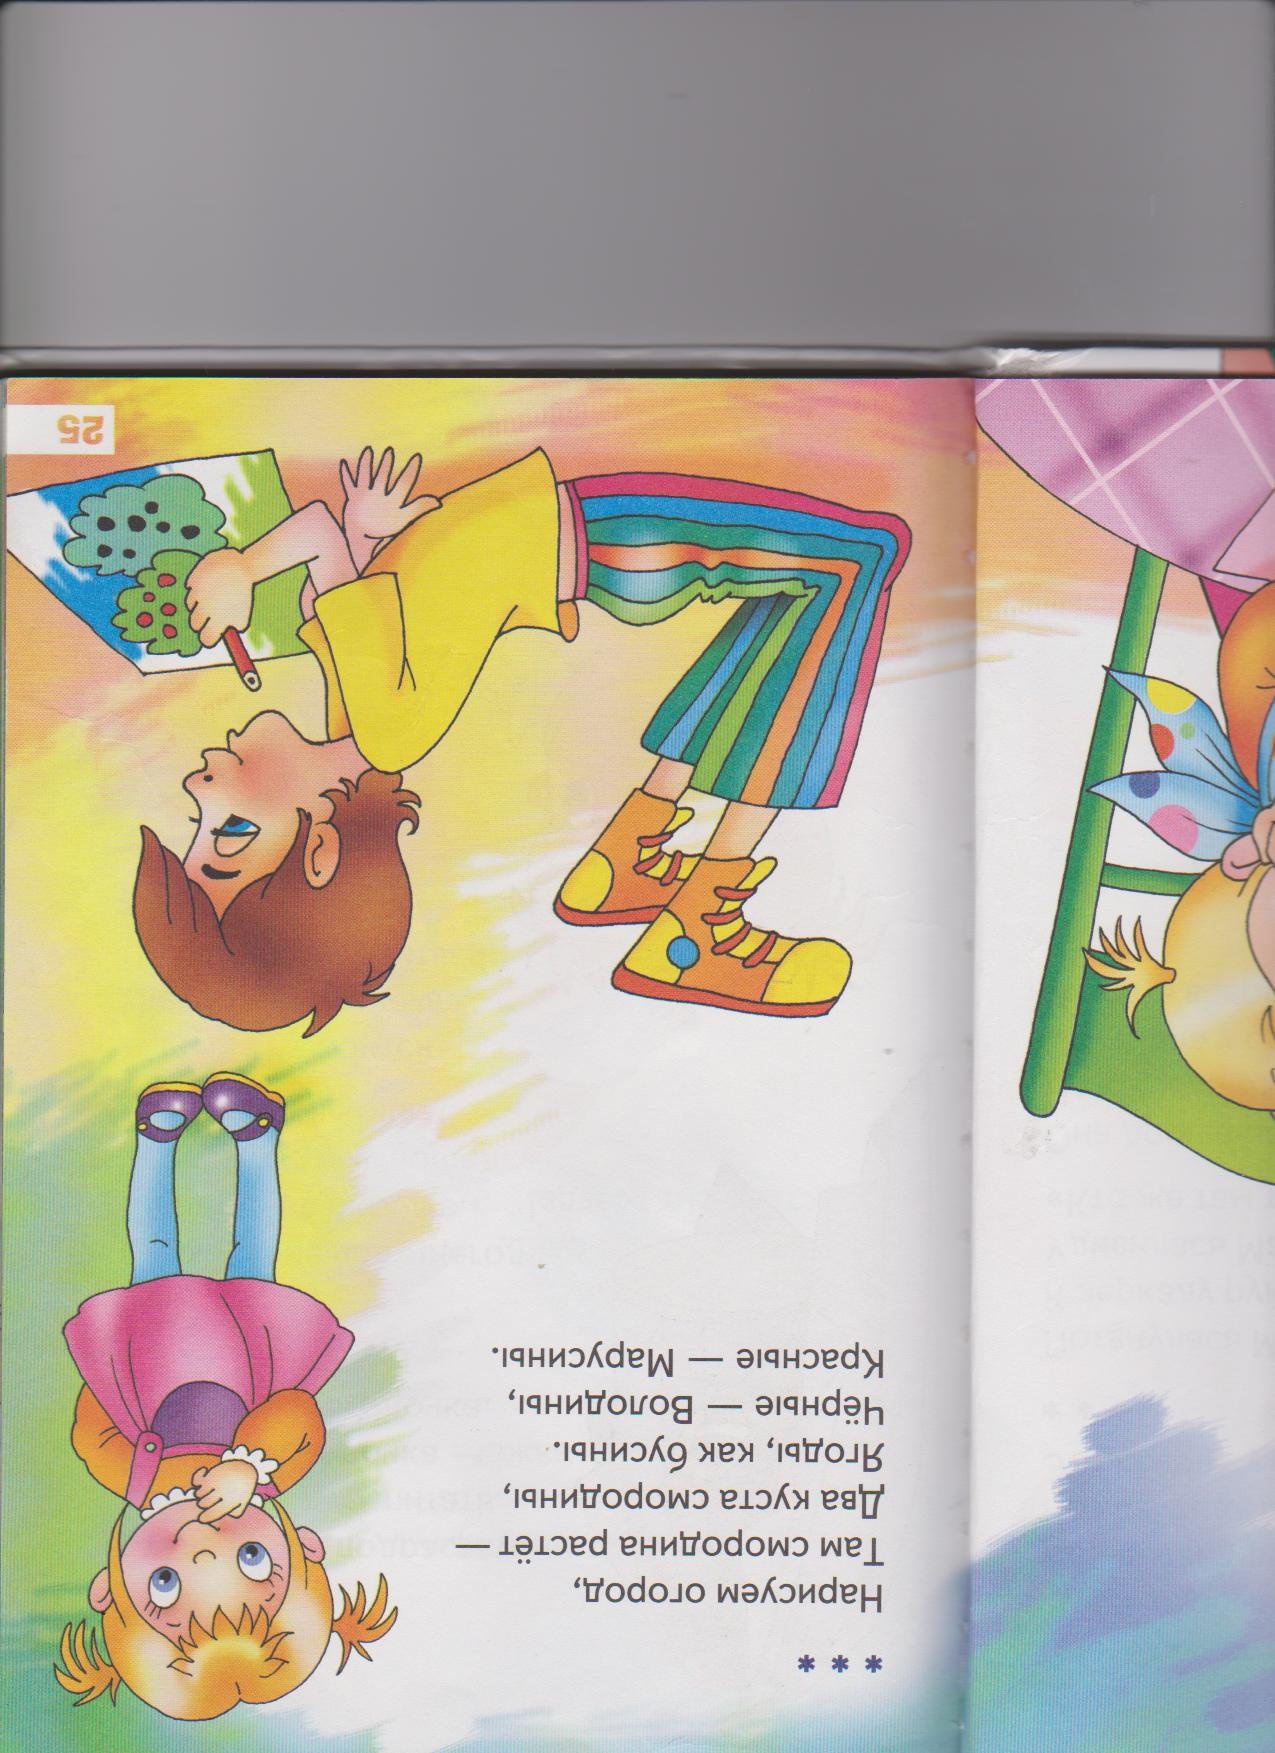 * * *
Нарисуем огород,
Там смородина растёт —
Два куста смородины,
Ягоды, как бусины.
Чёрные — Володины,
Красные — Марусины.
25